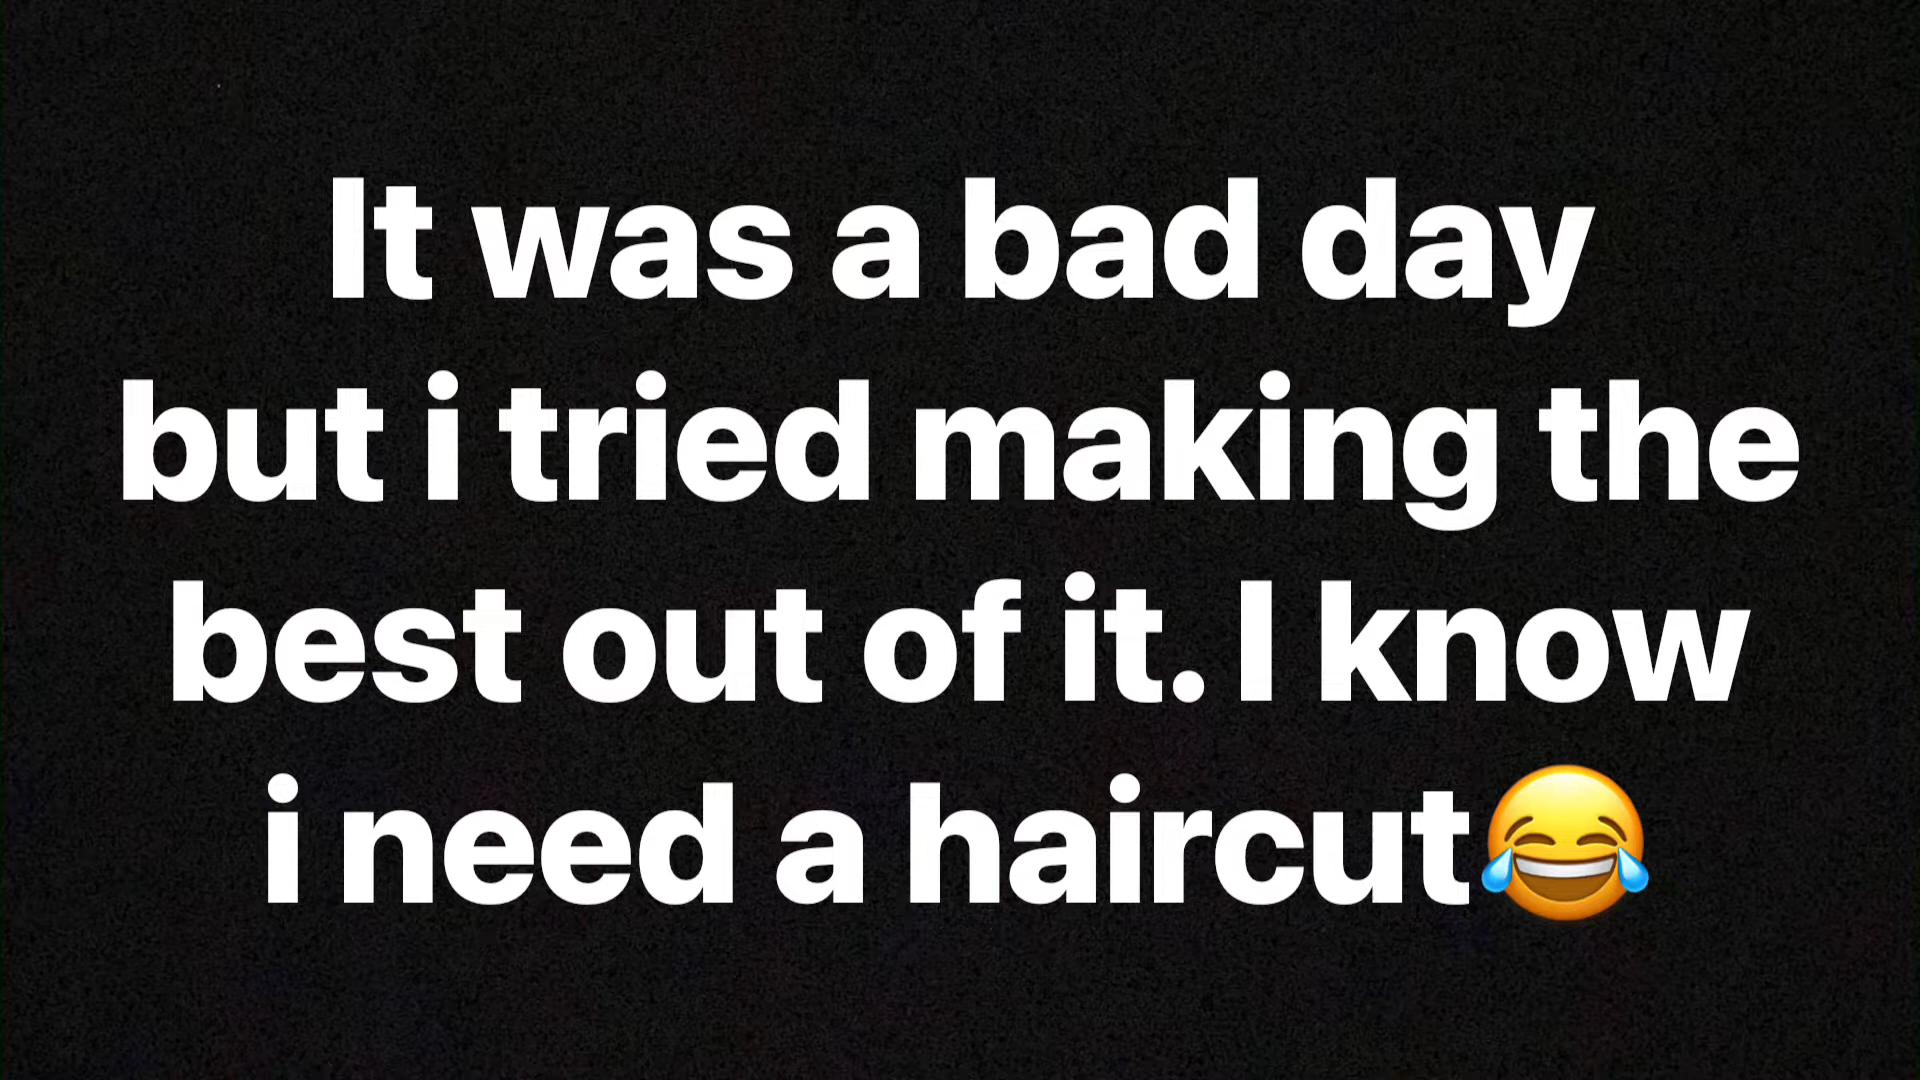 It was a bad day
but i tried making the
best out of it. I know
i need a haircut😂